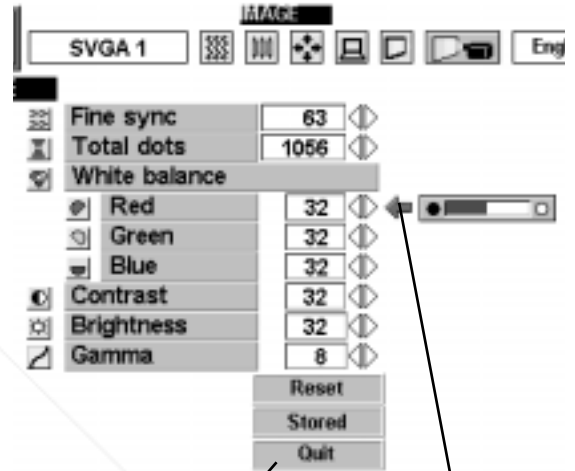 IMAGE
SVGA 1 Engl
Fine sync 63
Total dots 1056
White balance
Red 32
Green 32
Blue 32
Contrast 32
Brightness 32
Gamma 8
Reset
Stored
Quit